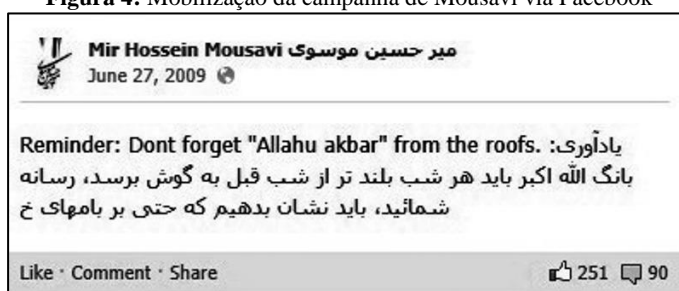 Figura 4: Mobilização da campanha de Mousavi via Facebook
Mir Hossein Mousavi میر حسین موسوی
June 27, 2009
Reminder: Dont forget "Allahu akbar" from the roofs. :یادآوری
بانگ الله اکبر باید هر شب بلند تر از شب قبل به گوش برسد، رسانه
شمائید، باید نشان بدهیم که حتی بر بامهای خ
Like · Comment · Share 251 90